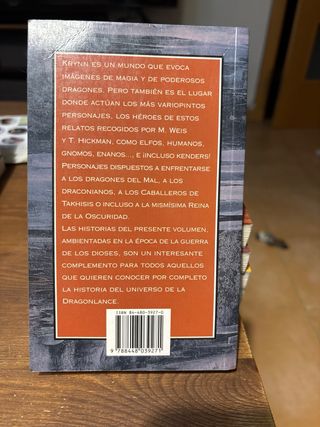 Krynn es un mundo que evoca
imágenes de magia y de poderosos
dragones. Pero también es el lugar
donde actúan los más variopintos
personajes, los héroes de estos
relatos recogidos por M. Weis
y T. Hickman, como elfos, humanos,
gnomos, enanos..., e ¡incluso kenders!
Personajes dispuestos a enfrentarse
a los dragones del Mal, a los
draconianos, a los Caballeros de
Takhisis o incluso a la mismísima Reina
de la Oscuridad.
Las historias del presente volumen,
ambientadas en la época de la guerra
de los dioses, son un interesante
complemento para todos aquellos
que quieren conocer por completo
la historia del universo de la
Dragonlance.
ISBN 84-480-3927-0
9 788448 039271